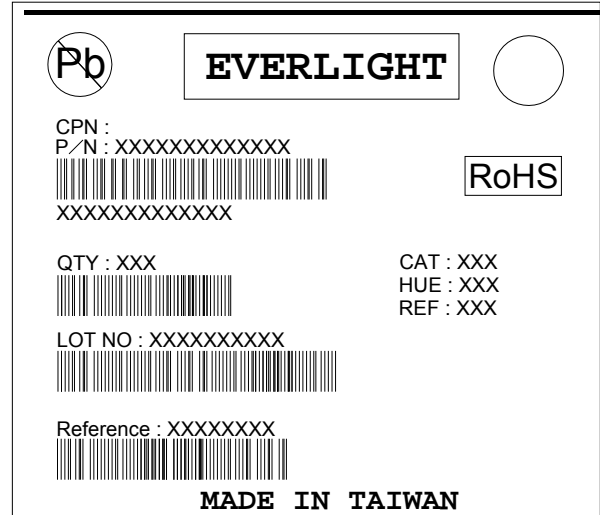 Pb
EVERLIGHT
CPN :
P/N : XXXXXXXXXXXXX
RoHS
XXXXXXXXXXXXX
QTY : XXX
CAT : XXX
HUE : XXX
REF : XXX
LOT NO : XXXXXXXXXX
Reference : XXXXXXXX
MADE IN TAIWAN